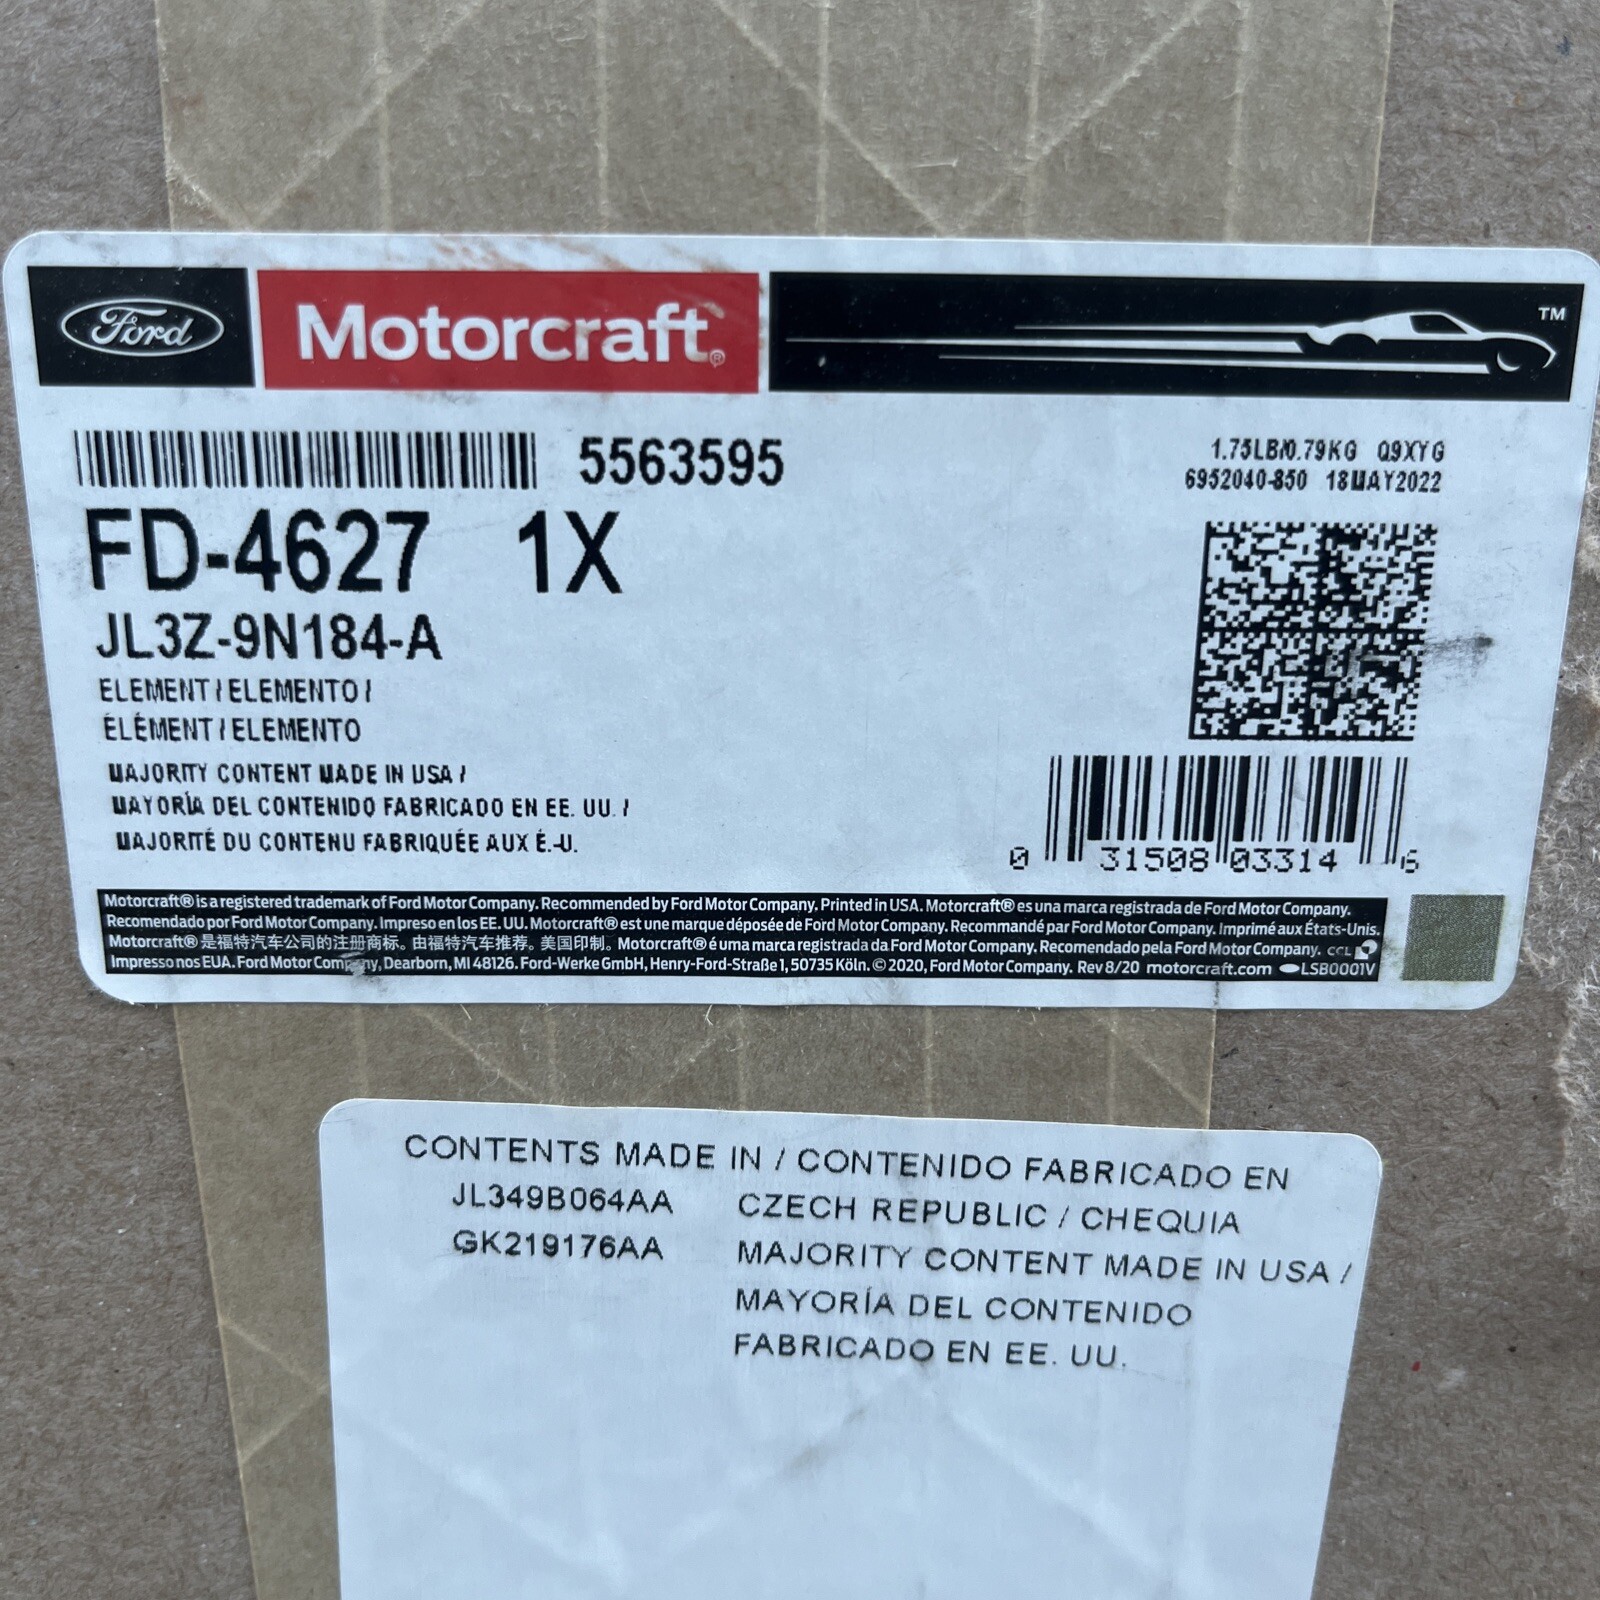 Ford
Motorcraft®
TM
5563595
1.75LB/0.79KG Q9XYG
6952040-850 18MAY2022
FD-4627 1X
JL3Z-9N184-A
ELEMENT / ELEMENTO /
ÉLÉMENT / ELEMENTO
MAJORITY CONTENT MADE IN USA /
MAYORÍA DEL CONTENIDO FABRICADO EN EE. UU. /
MAJORITÉ DU CONTENU FABRIQUÉE AUX É.-U.
0 31508 03314 6
Motorcraft® is a registered trademark of Ford Motor Company. Recommended by Ford Motor Company. Printed in USA. Motorcraft® es una marca registrada de Ford Motor Company.
Recomendado por Ford Motor Company. Impreso en los EE. UU. Motorcraft® est une marque déposée de Ford Motor Company. Recommandé par Ford Motor Company. Imprimé aux États-Unis.
Motorcraft® 是福特汽车公司的注册商标。由福特汽车推荐。美国印制。Motorcraft® é uma marca registrada da Ford Motor Company. Recomendado pela Ford Motor Company. CCL
Impresso nos EUA. Ford Motor Company, Dearborn, MI 48126. Ford-Werke GmbH, Henry-Ford-Straße 1, 50735 Köln. © 2020, Ford Motor Company. Rev 8/20 motorcraft.com LSB0001V
CONTENTS MADE IN / CONTENIDO FABRICADO EN
JL349B064AA CZECH REPUBLIC / CHEQUIA
GK219176AA MAJORITY CONTENT MADE IN USA /
MAYORÍA DEL CONTENIDO
FABRICADO EN EE. UU.